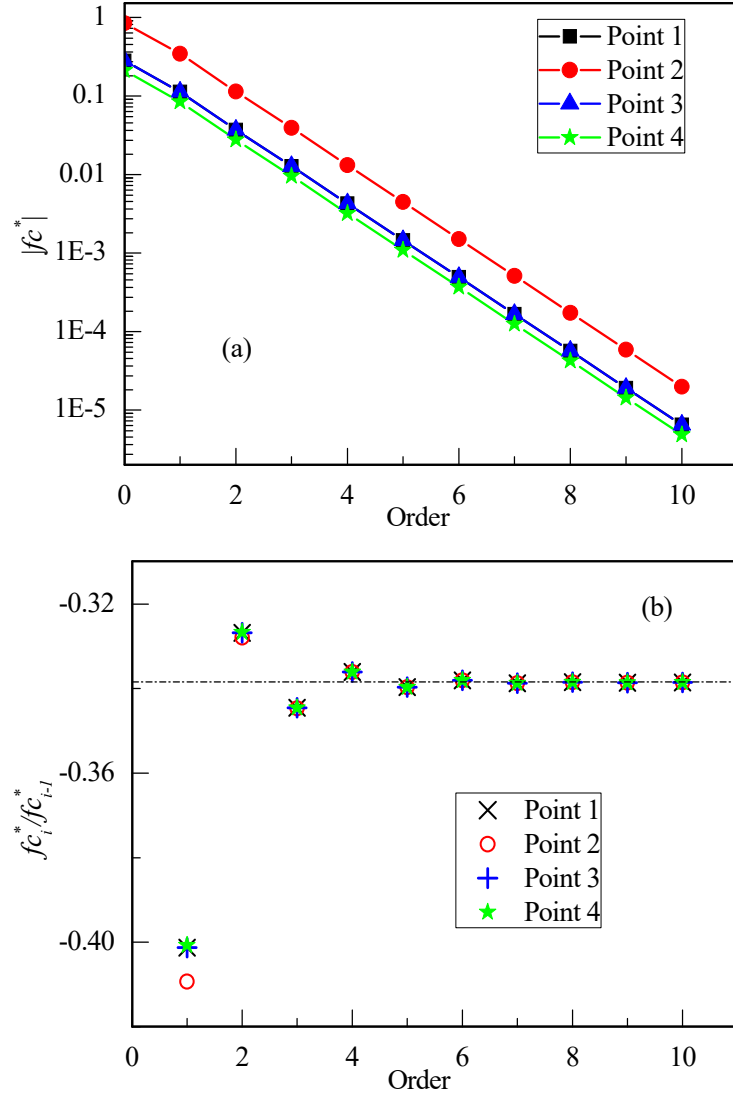 1
0.1
0.01
1E-3
1E-4
1E-5
|fc*|
Point 1
Point 2
Point 3
Point 4
(a)
0 2 4 6 8 10
Order
-0.32
-0.36
-0.40
fc*i/fc*i-1
(b)
Point 1
Point 2
Point 3
Point 4
0 2 4 6 8 10
Order